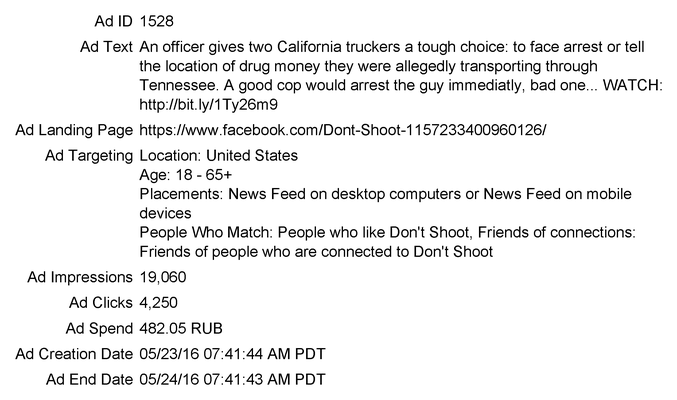 Ad ID 1528
Ad Text An officer gives two California truckers a tough choice: to face arrest or tell
the location of drug money they were allegedly transporting through
Tennessee. A good cop would arrest the guy immediatly, bad one... WATCH:
http://bit.ly/1Ty26m9
Ad Landing Page https://www.facebook.com/Dont-Shoot-1157233400960126/
Ad Targeting Location: United States
Age: 18 - 65+
Placements: News Feed on desktop computers or News Feed on mobile
devices
People Who Match: People who like Don't Shoot, Friends of connections:
Friends of people who are connected to Don't Shoot
Ad Impressions 19,060
Ad Clicks 4,250
Ad Spend 482.05 RUB
Ad Creation Date 05/23/16 07:41:44 AM PDT
Ad End Date 05/24/16 07:41:43 AM PDT